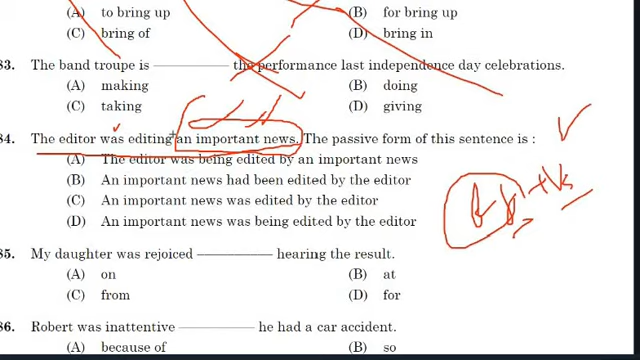 (A) to bring up (B) for bring up
(C) bring of (D) bring in
83. The band troupe is ———— the performance last independence day celebrations.
(A) making (B) doing
(C) taking (D) giving
84. The editor was editing an important news. The passive form of this sentence is :
(A) The editor was being edited by an important news
(B) An important news had been edited by the editor
(C) An important news was edited by the editor
(D) An important news was being edited by the editor
85. My daughter was rejoiced ———— hearing the result.
(A) on (B) at
(C) from (D) for
86. Robert was inattentive ———— he had a car accident.
(A) because of (B) so